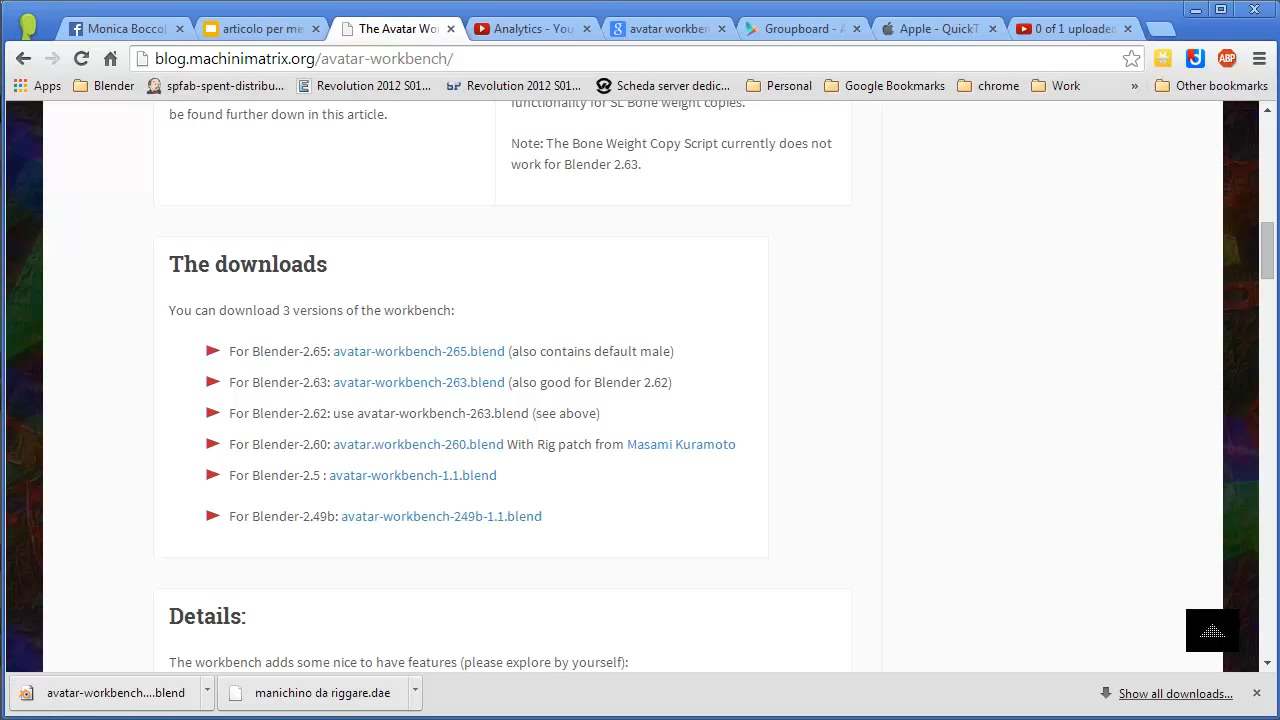 Monica Boccol
articolo per me
The Avatar Wo
Analytics - You
avatar workben
Groupboard - A
Apple - QuickT
0 of 1 uploaded
blog.machinimatrix.org/avatar-workbench/
ABP
Apps
Blender
spfab-spent-distribu...
Revolution 2012 S01...
Revolution 2012 S01...
Scheda server dedic...
Personal
Google Bookmarks
chrome
Work
»
Other bookmarks
be found further down in this article.
functionality for SL Bone weight copies.
Note: The Bone Weight Copy Script currently does not
work for Blender 2.63.
The downloads
You can download 3 versions of the workbench:
For Blender-2.65: avatar-workbench-265.blend (also contains default male)
For Blender-2.63: avatar-workbench-263.blend (also good for Blender 2.62)
For Blender-2.62: use avatar-workbench-263.blend (see above)
For Blender-2.60: avatar.workbench-260.blend With Rig patch from Masami Kuramoto
For Blender-2.5 : avatar-workbench-1.1.blend
For Blender-2.49b: avatar-workbench-249b-1.1.blend
Details:
The workbench adds some nice to have features (please explore by yourself):
avatar-workbench....blend
manichino da riggare.dae
Show all downloads...